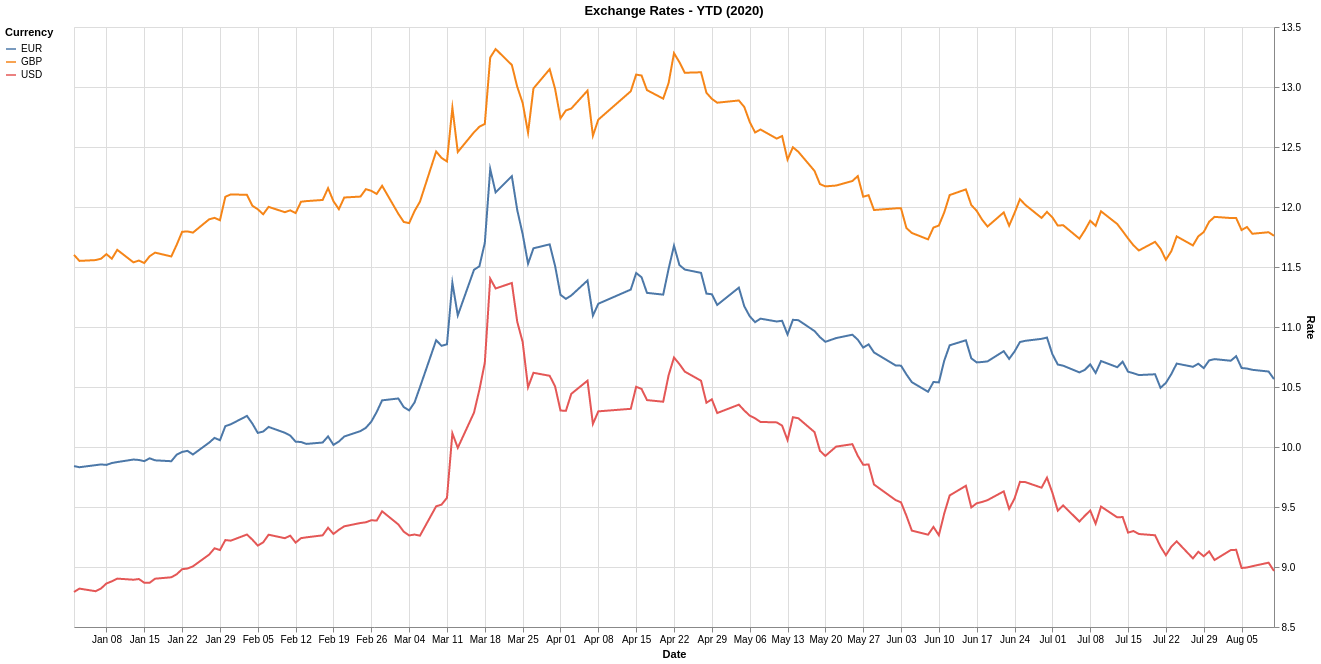 Exchange Rates - YTD (2020)
Currency
EUR
GBP
USD
13.5
13.0
12.5
12.0
11.5
11.0
10.5
10.0
9.5
9.0
8.5
Rate
Jan 08 Jan 15 Jan 22 Jan 29 Feb 05 Feb 12 Feb 19 Feb 26 Mar 04 Mar 11 Mar 18 Mar 25 Apr 01 Apr 08 Apr 15 Apr 22 Apr 29 May 06 May 13 May 20 May 27 Jun 03 Jun 10 Jun 17 Jun 24 Jul 01 Jul 08 Jul 15 Jul 22 Jul 29 Aug 05
Date